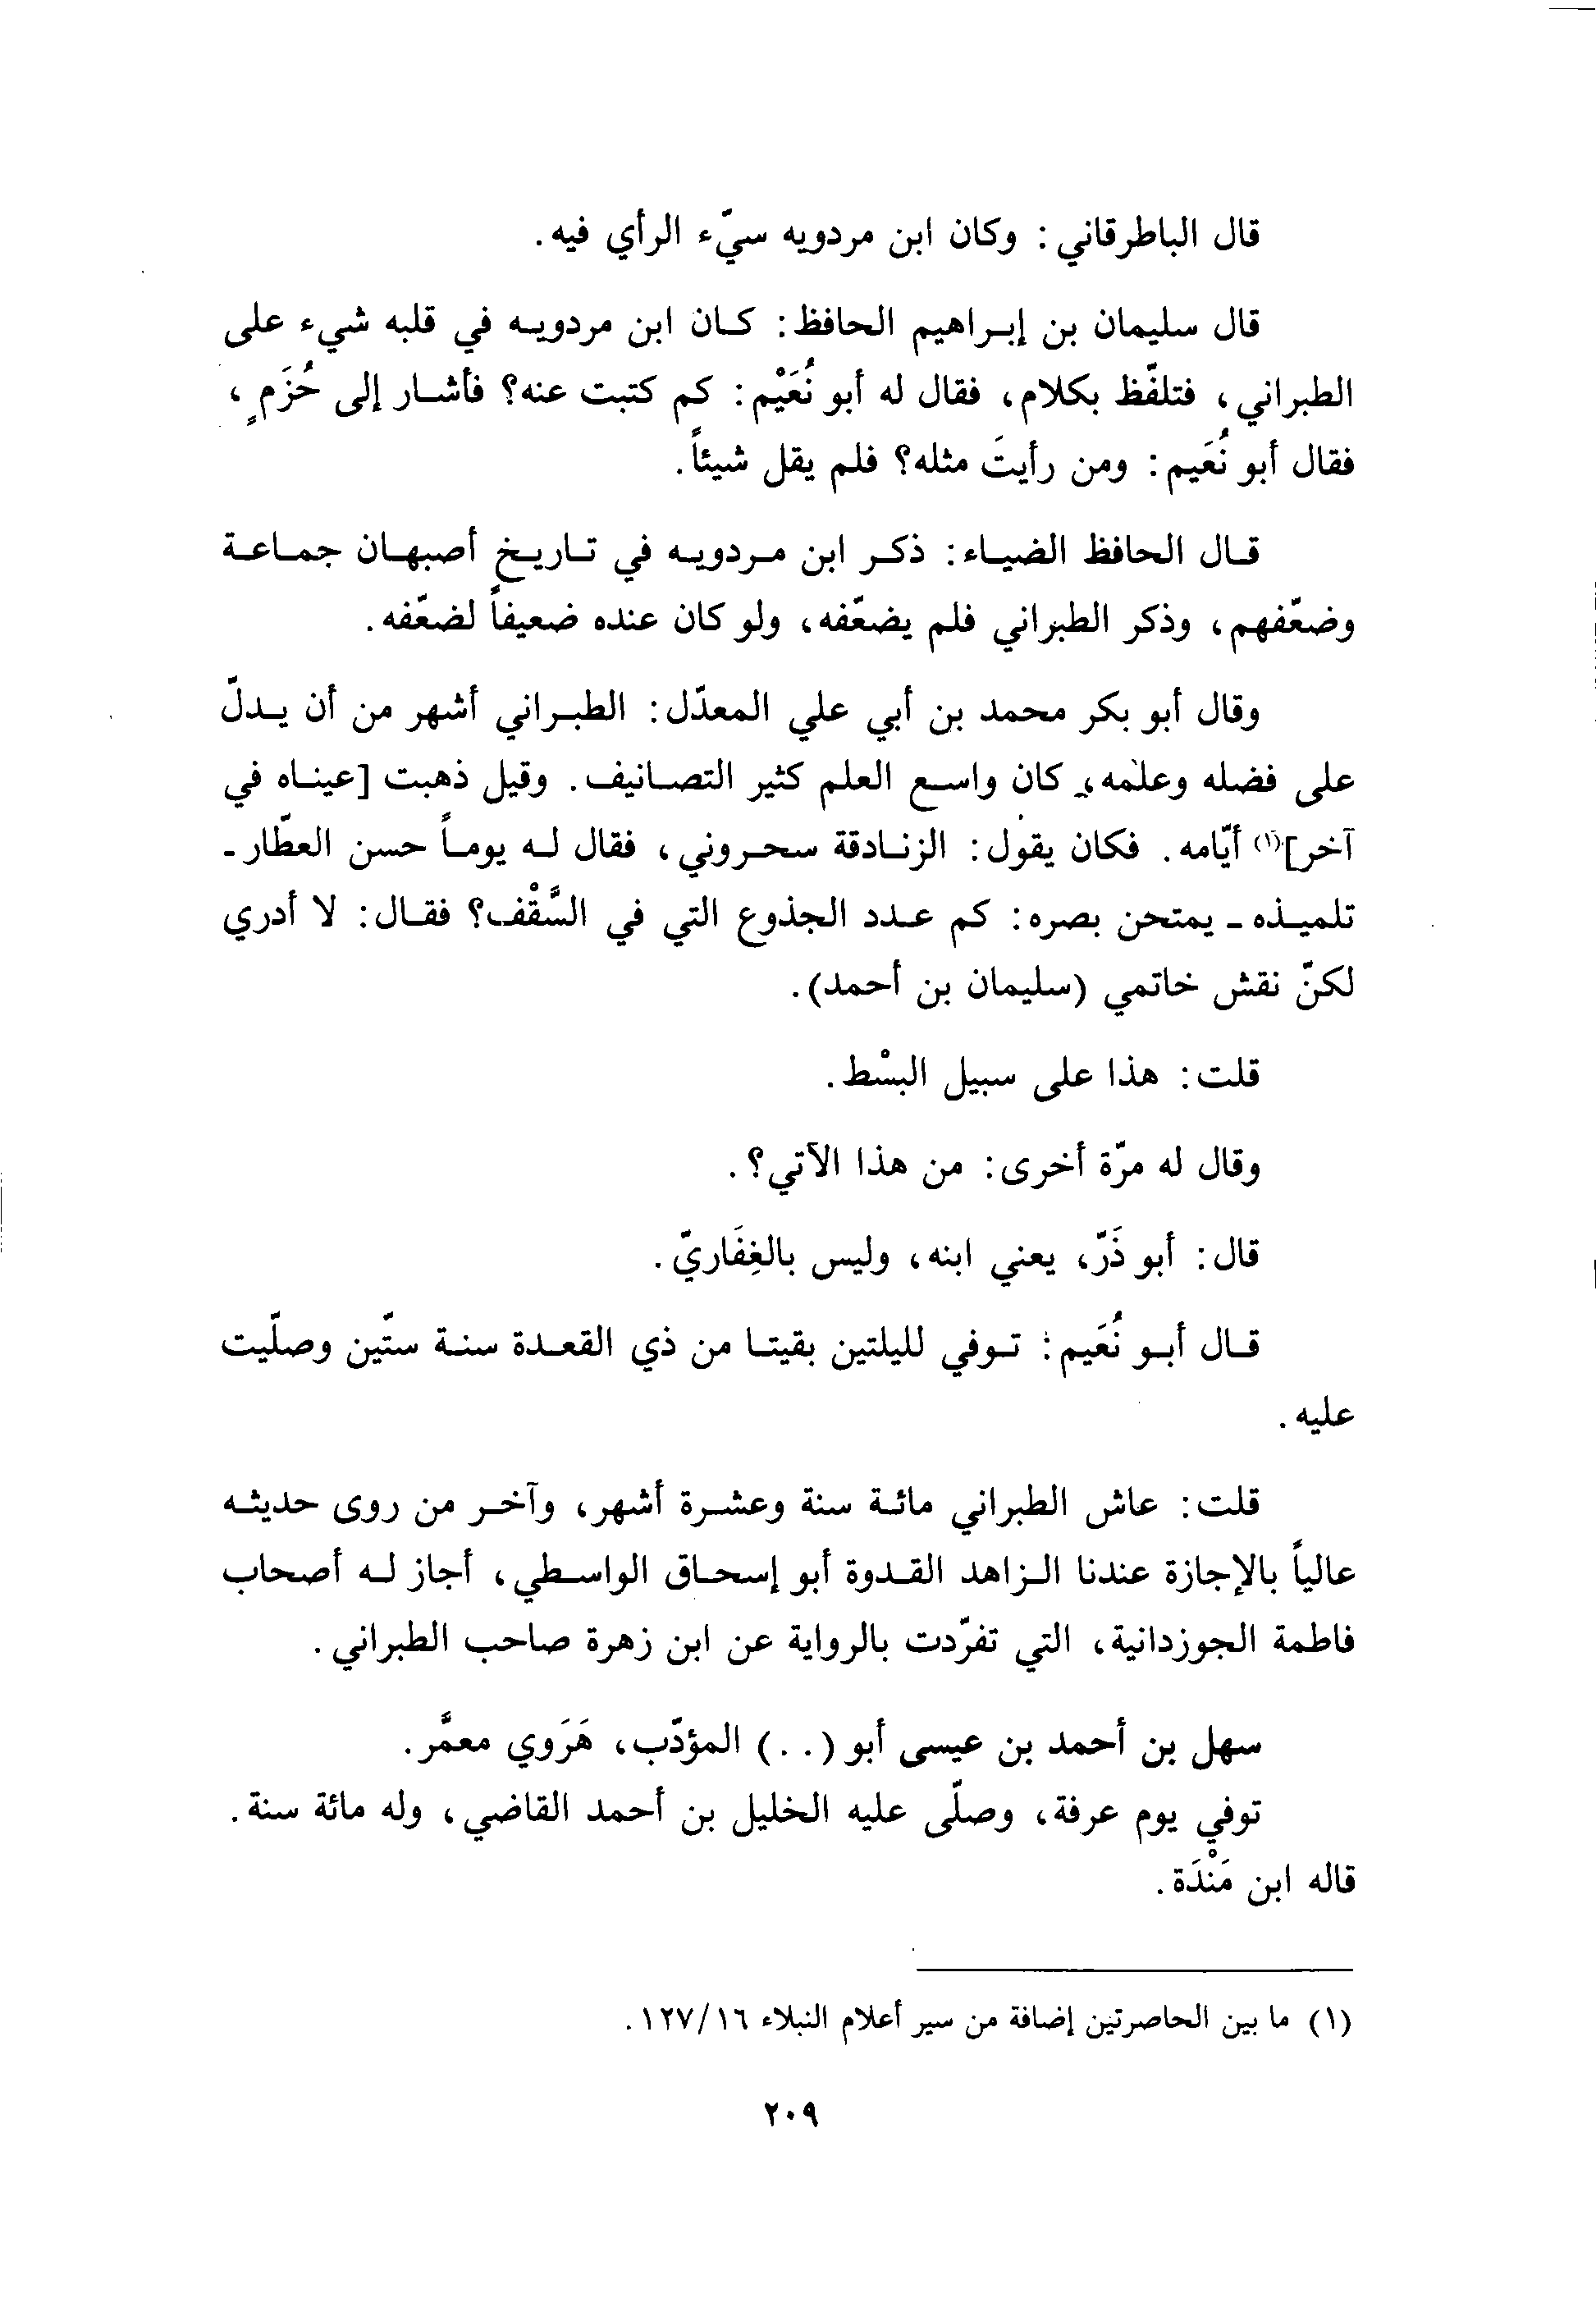 قال الباطرقاني: وكان ابن مردويه سيّء الرأي فيه.
قال سليمان بن إبراهيم الحافظ: كان ابن مردويه في قلبه شيء على
الطبراني، فتلفّظ بكلام، فقال له أبو نُعَيْم: كم كتبت عنه؟ فأشار إلى حُزَمٍ،
فقال أبو نُعَيم: ومن رأيتَ مثله؟ فلم يقل شيئاً.
قال الحافظ الضياء: ذكر ابن مردويه في تاريخ أصبهان جماعة
وضعّفهم، وذكر الطبراني فلم يضعّفه، ولو كان عنده ضعيفاً لضعّفه.
وقال أبو بكر محمد بن أبي علي المعدّل: الطبراني أشهر من أن يدلّ
على فضله وعلمه، كان واسع العلم كثير التصانيف. وقيل ذهبت [عيناه في
آخر](١) أيّامه. فكان يقول: الزنادقة سحروني، فقال له يوماً حسن العطّار -
تلميذه - يمتحن بصره: كم عدد الجذوع التي في السَّقْف؟ فقال: لا أدري
لكنّ نقش خاتمي (سليمان بن أحمد).
قلت: هذا على سبيل البسْط.
وقال له مرّة أخرى: من هذا الآتي؟.
قال: أبو ذَرّ، يعني ابنه، وليس بالغِفَاريّ.
قال أبو نُعَيم: توفي لليلتين بقيتا من ذي القعدة سنة ستّين وصلّيت
عليه.
قلت: عاش الطبراني مائة سنة وعشرة أشهر، وآخر من روى حديثه
عالياً بالإجازة عندنا الزاهد القدوة أبو إسحاق الواسطي، أجاز له أصحاب
فاطمة الجوزدانية، التي تفرّدت بالرواية عن ابن زهرة صاحب الطبراني.
سهل بن أحمد بن عيسى أبو (. .) المؤدّب، هَرَوي معمَّر.
توفي يوم عرفة، وصلّى عليه الخليل بن أحمد القاضي، وله مائة سنة.
قاله ابن مَنْدَة.
(١) ما بين الحاصرتين إضافة من سير أعلام النبلاء ١٦/١٢٧.
٢٠٩